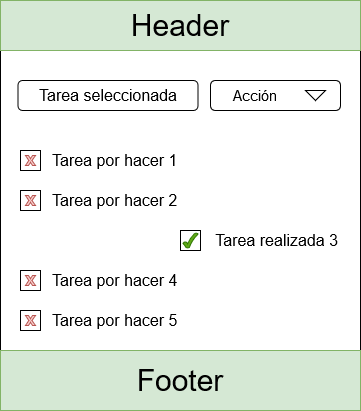 Header
Tarea seleccionada
Acción
Tarea por hacer 1
Tarea por hacer 2
Tarea realizada 3
Tarea por hacer 4
Tarea por hacer 5
Footer